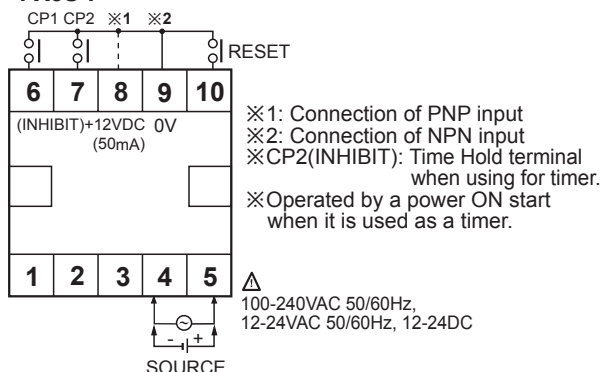 CP1 CP2 ※1 ※2
RESET
6 7 8 9 10
(INHIBIT)+12VDC 0V
(50mA)
※1: Connection of PNP input
※2: Connection of NPN input
※CP2(INHIBIT): Time Hold terminal
when using for timer.
※Operated by a power ON start
when it is used as a timer.
1 2 3 4 5
100-240VAC 50/60Hz,
12-24VAC 50/60Hz, 12-24DC
- +
SOURCE